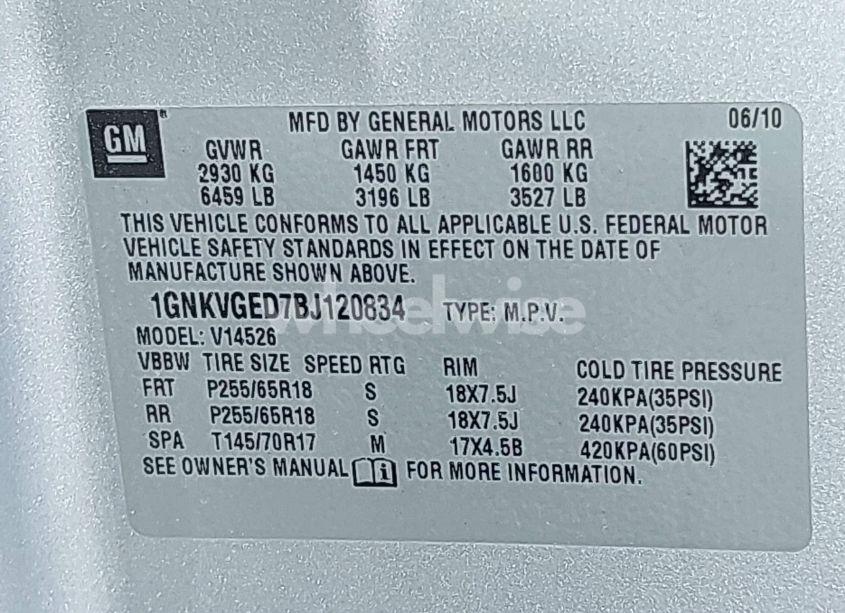 GM
MFD BY GENERAL MOTORS LLC 06/10
GVWR GAWR FRT GAWR RR
2930 KG 1450 KG 1600 KG
6459 LB 3196 LB 3527 LB
THIS VEHICLE CONFORMS TO ALL APPLICABLE U.S. FEDERAL MOTOR
VEHICLE SAFETY STANDARDS IN EFFECT ON THE DATE OF
MANUFACTURE SHOWN ABOVE.
1GNKVGED7BJ120834 TYPE: M.P.V.
wheelwise
MODEL: V14526
VBBW TIRE SIZE SPEED RTG RIM COLD TIRE PRESSURE
FRT P255/65R18 S 18X7.5J 240KPA(35PSI)
RR P255/65R18 S 18X7.5J 240KPA(35PSI)
SPA T145/70R17 M 17X4.5B 420KPA(60PSI)
SEE OWNER'S MANUAL FOR MORE INFORMATION.